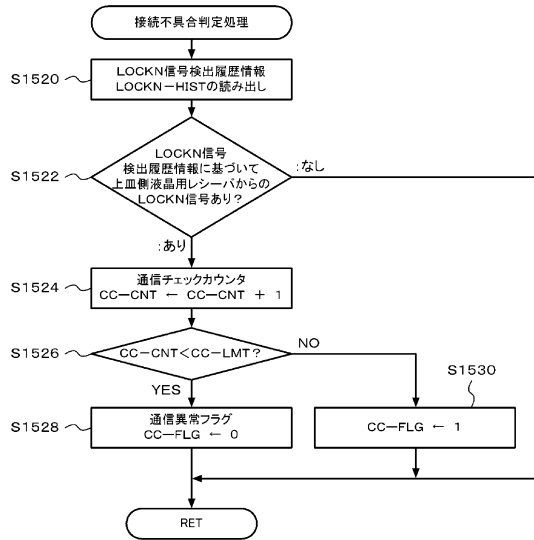 接続不具合判定処理
S1520
LOCKN信号検出履歴情報
LOCKN－HISTの読み出し
S1522
LOCKN信号
検出履歴情報に基づいて
上皿側液晶用レシーバからの
LOCKN信号あり？
:なし
:あり
S1524
通信チェックカウンタ
CC－CNT ← CC－CNT ＋ 1
S1526
CC－CNT＜CC－LMT？
NO
YES
S1530
S1528
通信異常フラグ
CC－FLG ← 0
CC－FLG ← 1
RET